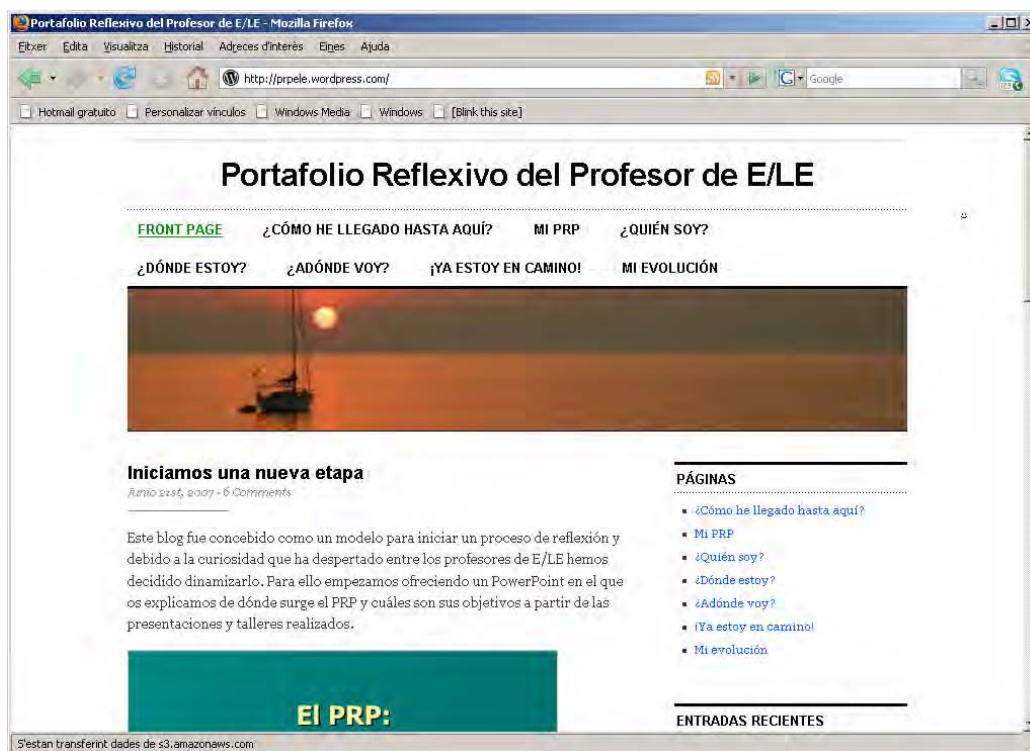 Portafolio Reflexivo del Profesor de E/LE - Mozilla Firefox
Fitxer Edita Visualitza Historial Adreces d'interès Eines Ajuda
http://prpele.wordpress.com/
Google
Hotmail gratuito Personalizar vínculos Windows Media Windows [Blink this site]
Portafolio Reflexivo del Profesor de E/LE
FRONT PAGE ¿CÓMO HE LLEGADO HASTA AQUÍ? MI PRP ¿QUIÉN SOY?
¿DÓNDE ESTOY? ¿ADÓNDE VOY? ¡YA ESTOY EN CAMINO! MI EVOLUCIÓN
Iniciamos una nueva etapa
Junio 21st, 2007 · 6 Comments
Este blog fue concebido como un modelo para iniciar un proceso de reflexión y
debido a la curiosidad que ha despertado entre los profesores de E/LE hemos
decidido dinamizarlo. Para ello empezamos ofreciendo un PowerPoint en el que
os explicamos de dónde surge el PRP y cuáles son sus objetivos a partir de las
presentaciones y talleres realizados.
El PRP:
PÁGINAS
¿Cómo he llegado hasta aquí?
Mi PRP
¿Quién soy?
¿Dónde estoy?
¿Adónde voy?
¡Ya estoy en camino!
Mi evolución
ENTRADAS RECIENTES
S'estan transferint dades de s3.amazonaws.com